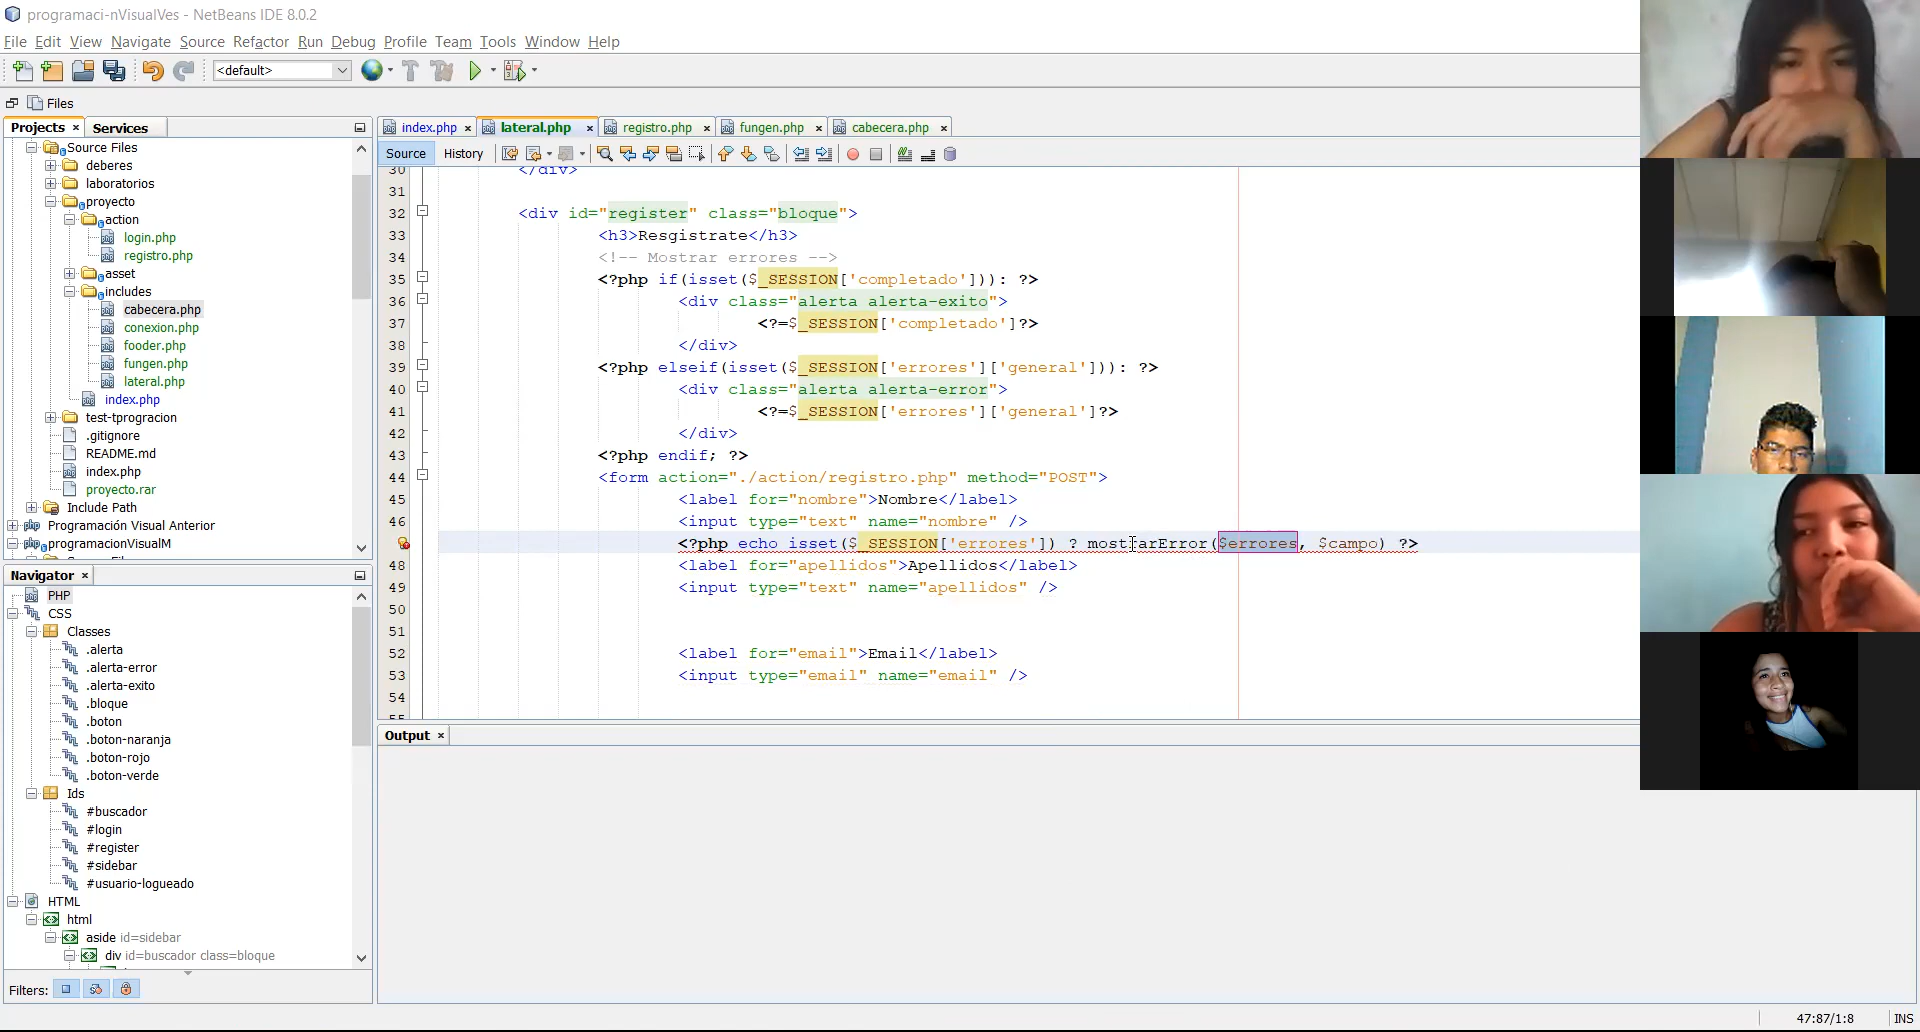 programaci-nVisualVes - NetBeans IDE 8.0.2
File Edit View Navigate Source Refactor Run Debug Profile Team Tools Window Help
<default>
Files
Projects Services
Source Files
deberes
laboratorios
proyecto
action
login.php
registro.php
asset
includes
cabecera.php
conexion.php
fooder.php
fungen.php
lateral.php
index.php
test-tprogracion
.gitignore
README.md
index.php
proyecto.rar
Include Path
Programación Visual Anterior
programacionVisualM
Navigator
PHP
CSS
Classes
.alerta
.alerta-error
.alerta-exito
.bloque
.boton
.boton-naranja
.boton-rojo
.boton-verde
Ids
#buscador
#login
#register
#sidebar
#usuario-logueado
HTML
html
aside id=sidebar
div id=buscador class=bloque
Filters:
index.php lateral.php registro.php fungen.php cabecera.php
Source History
30 </div>
31
32 <div id="register" class="bloque">
33 <h3>Resgistrate</h3>
34 <!-- Mostrar errores -->
35 <?php if(isset($_SESSION['completado'])): ?>
36 <div class="alerta alerta-exito">
37 <?=$_SESSION['completado']?>
38 </div>
39 <?php elseif(isset($_SESSION['errores']['general'])): ?>
40 <div class="alerta alerta-error">
41 <?=$_SESSION['errores']['general']?>
42 </div>
43 <?php endif; ?>
44 <form action="./action/registro.php" method="POST">
45 <label for="nombre">Nombre</label>
46 <input type="text" name="nombre" />
<?php echo isset($_SESSION['errores']) ? mostrarError($errores, $campo) ?>
48 <label for="apellidos">Apellidos</label>
49 <input type="text" name="apellidos" />
50
51
52 <label for="email">Email</label>
53 <input type="email" name="email" />
54
55
Output
47:87/1:8 INS